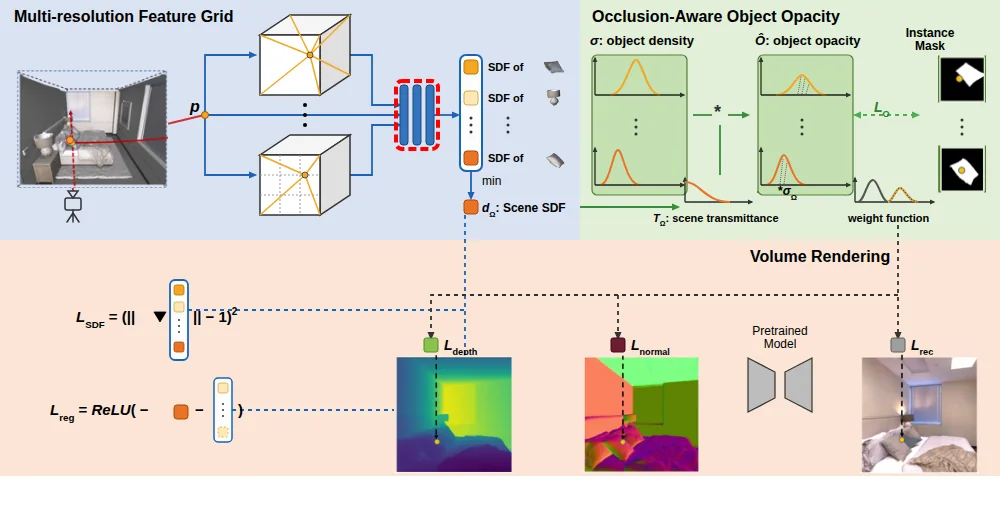 Multi-resolution Feature Grid
p
SDF of
SDF of
SDF of
min
dΩ: Scene SDF
Occlusion-Aware Object Opacity
σ: object density
Ô: object opacity
Instance
Mask
*
LO
*σΩ
TΩ: scene transmittance
weight function
Volume Rendering
LSDF = (|| ▼ || − 1)2
Lreg = ReLU( − − )
Ldepth
Lnormal
Pretrained
Model
Lrec